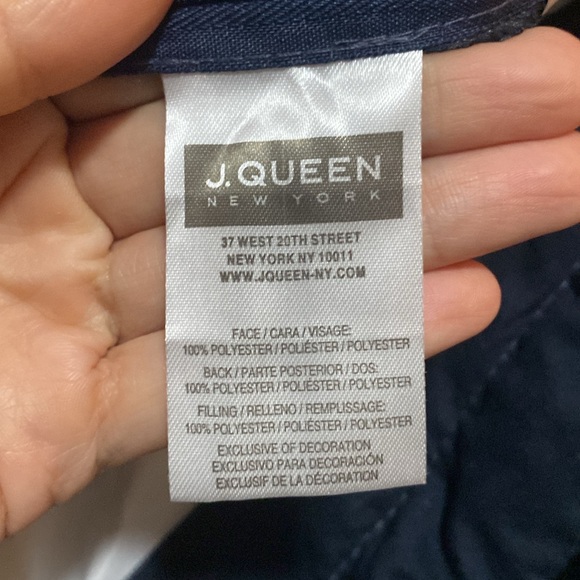 J. QUEEN
NEW YORK
37 WEST 20TH STREET
NEW YORK NY 10011
WWW.JQUEEN-NY.COM
FACE / CARA / VISAGE:
100% POLYESTER / POLIÉSTER / POLYESTER
BACK / PARTE POSTERIOR / DOS:
100% POLYESTER / POLIÉSTER / POLYESTER
FILLING / RELLENO / REMPLISSAGE:
100% POLYESTER / POLIÉSTER / POLYESTER
EXCLUSIVE OF DECORATION
EXCLUSIVO PARA DECORACIÓN
EXCLUSIF DE LA DÉCORATION